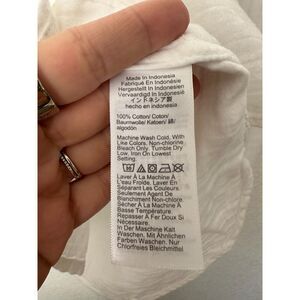 Made In Indonesia
Fabriqué En Indonésie
Hergestellt In Indonesien
Vervaardigd In Indonesië
インドネシア製
hecho en indonesia
100% Cotton/ Coton/
Baumwolle/ Katoen/ 綿/
algodón
Machine Wash Cold, With
Like Colors. Non-chlorine
Bleach Only. Tumble Dry
Low, Iron On Lowest
Setting.
Laver À La Machine À
L'eau Froide, Laver En
Séparant Les Couleurs.
Seulement Agent De
Blanchiment Non-Chlore.
Sécher À La Machine À
Basse Température.
Repasser À Fer Doux Si
Nécessaire.
In Der Maschine Kalt
Waschen. Nur Mit Ähnlichen
Farben Waschen. Nur
Chlorfreies Bleichmittel